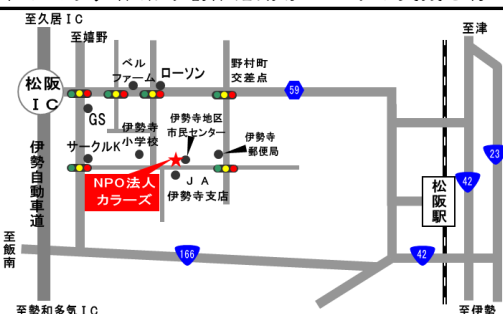 至久居IC
至嬉野
至津
ベル
ファーム
ローソン
野村町
交差点
松阪
IC
59
GS
伊勢寺
小学校
伊勢寺地区
市民センター
伊勢寺
郵便局
サークルK
23
伊勢自動車道
NPO法人
カラーズ
JA
伊勢寺支店
松阪駅
42
至飯南
166
42
至勢和多気IC
至伊勢